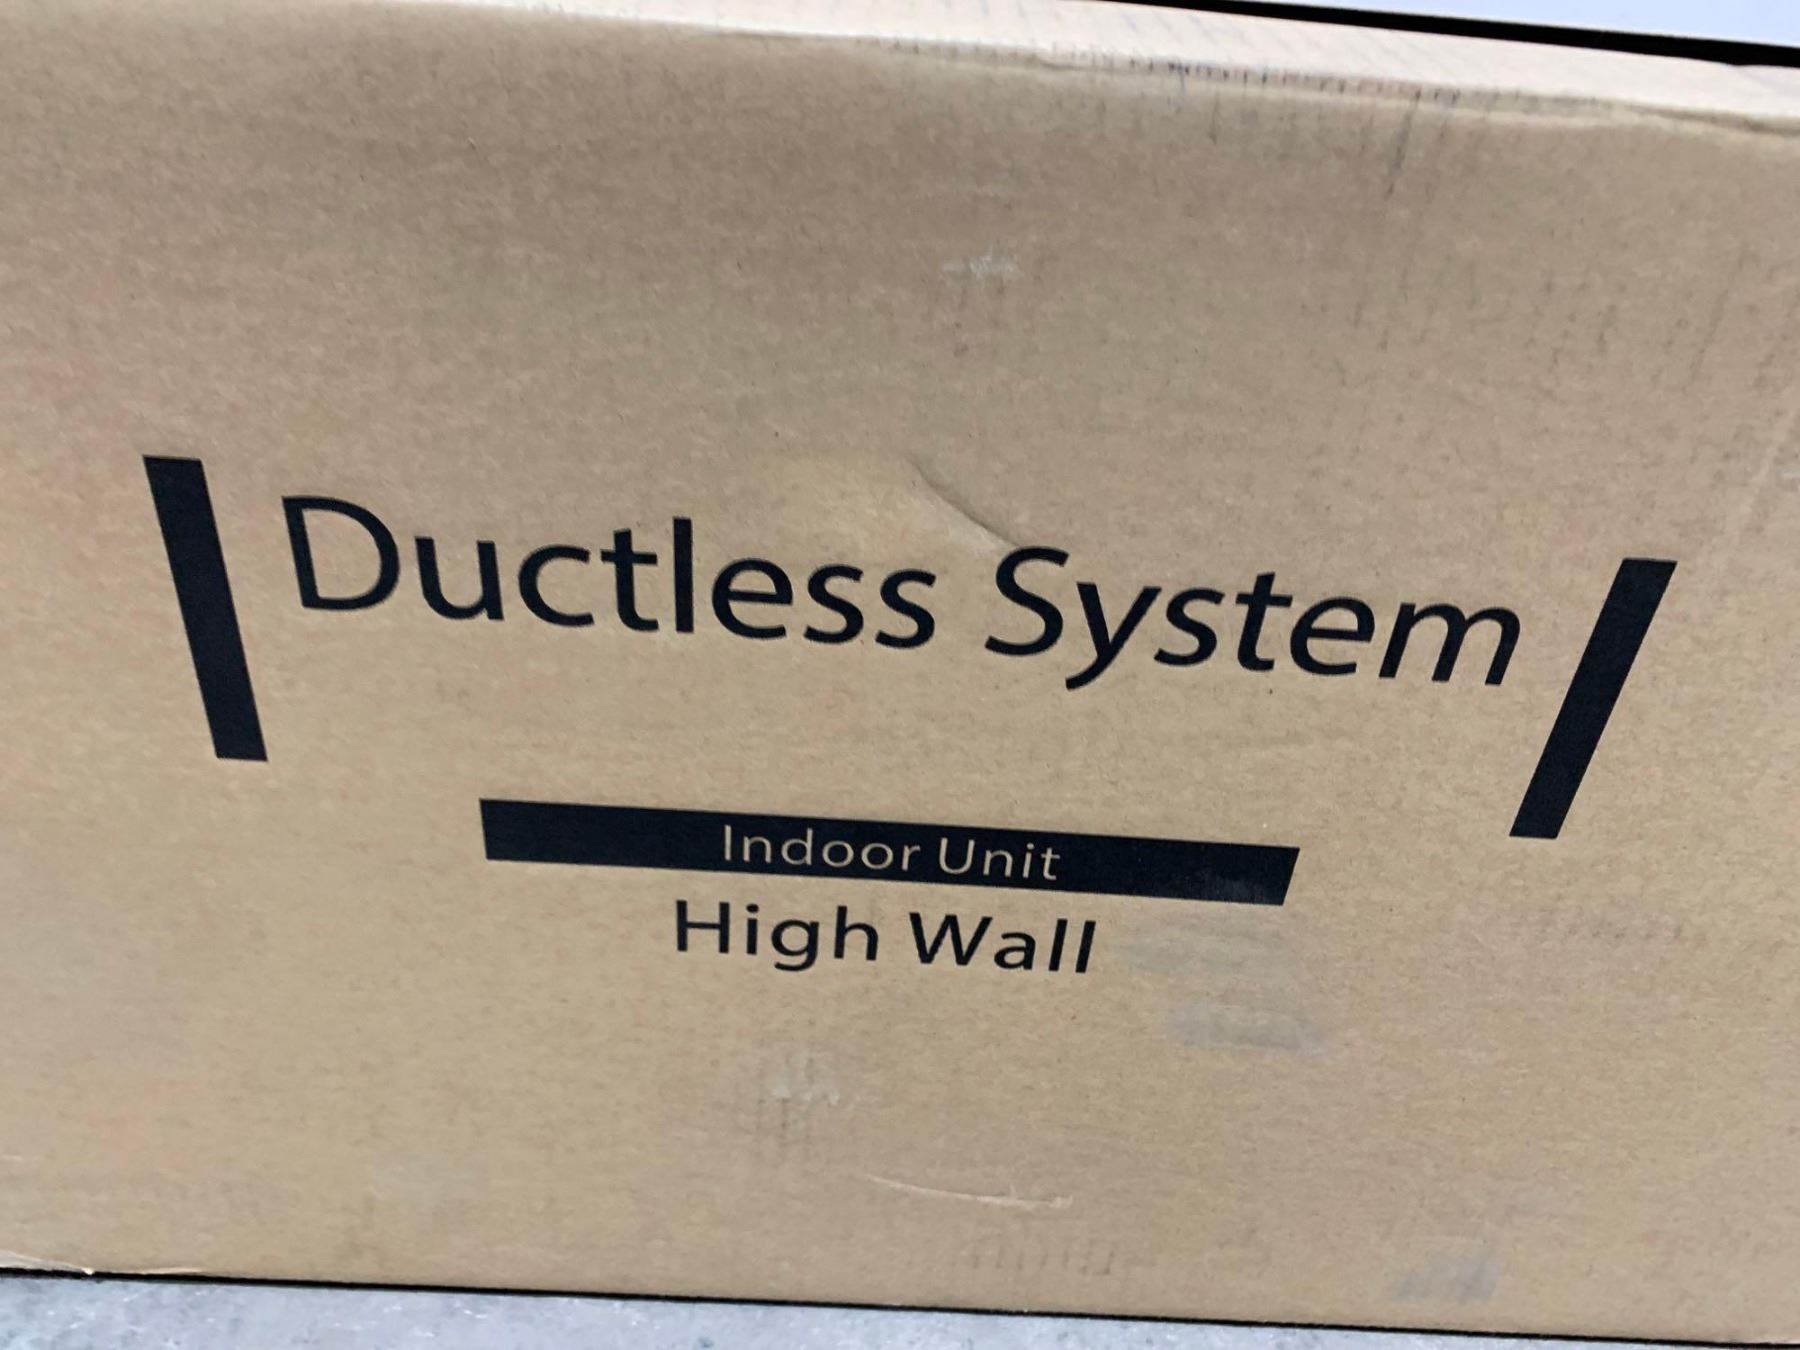 Ductless System
Indoor Unit
High Wall